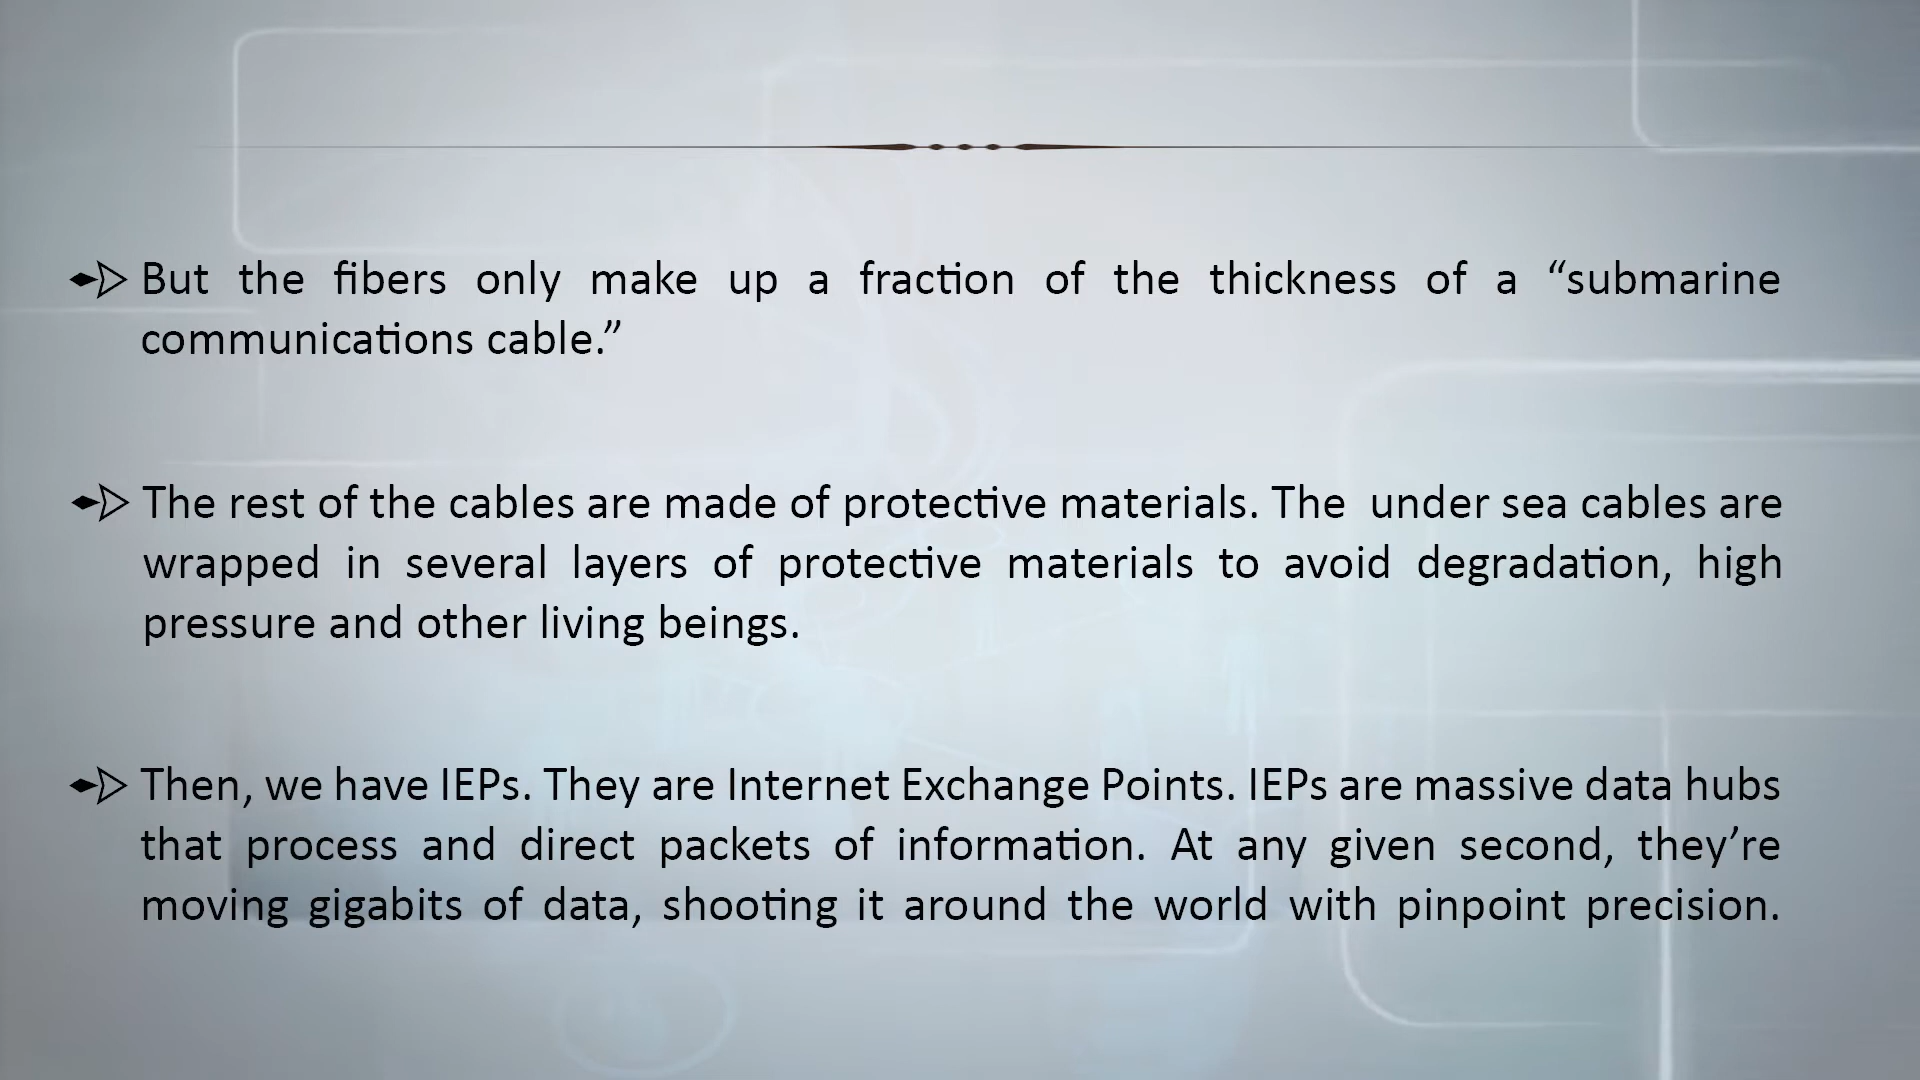 But the fibers only make up a fraction of the thickness of a “submarine
communications cable.”
The rest of the cables are made of protective materials. The  under sea cables are
wrapped in several layers of protective materials to avoid degradation, high
pressure and other living beings.
Then, we have IEPs. They are Internet Exchange Points. IEPs are massive data hubs
that process and direct packets of information. At any given second, they’re
moving gigabits of data, shooting it around the world with pinpoint precision.